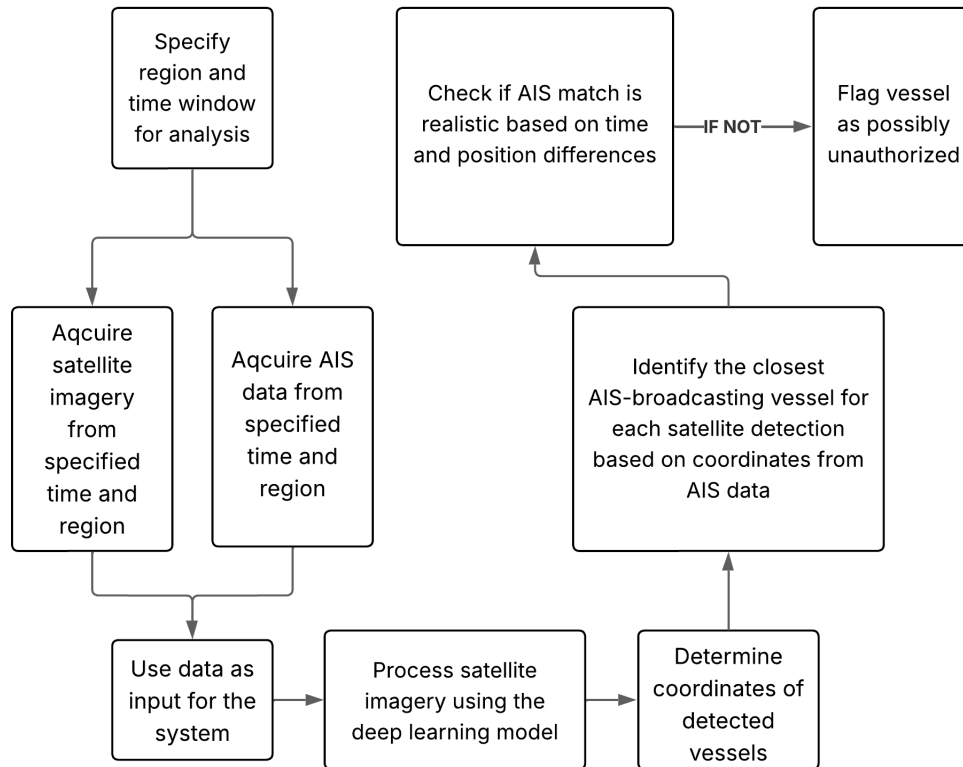 Specify
region and
time window
for analysis
Aqcuire
satellite
imagery
from
specified
time and
region
Aqcuire AIS
data from
specified
time and
region
Use data as
input for the
system
Process satellite
imagery using the
deep learning model
Determine
coordinates of
detected
vessels
Identify the closest
AIS-broadcasting vessel for
each satellite detection
based on coordinates from
AIS data
Check if AIS match is
realistic based on time
and position differences
IF NOT
Flag vessel
as possibly
unauthorized